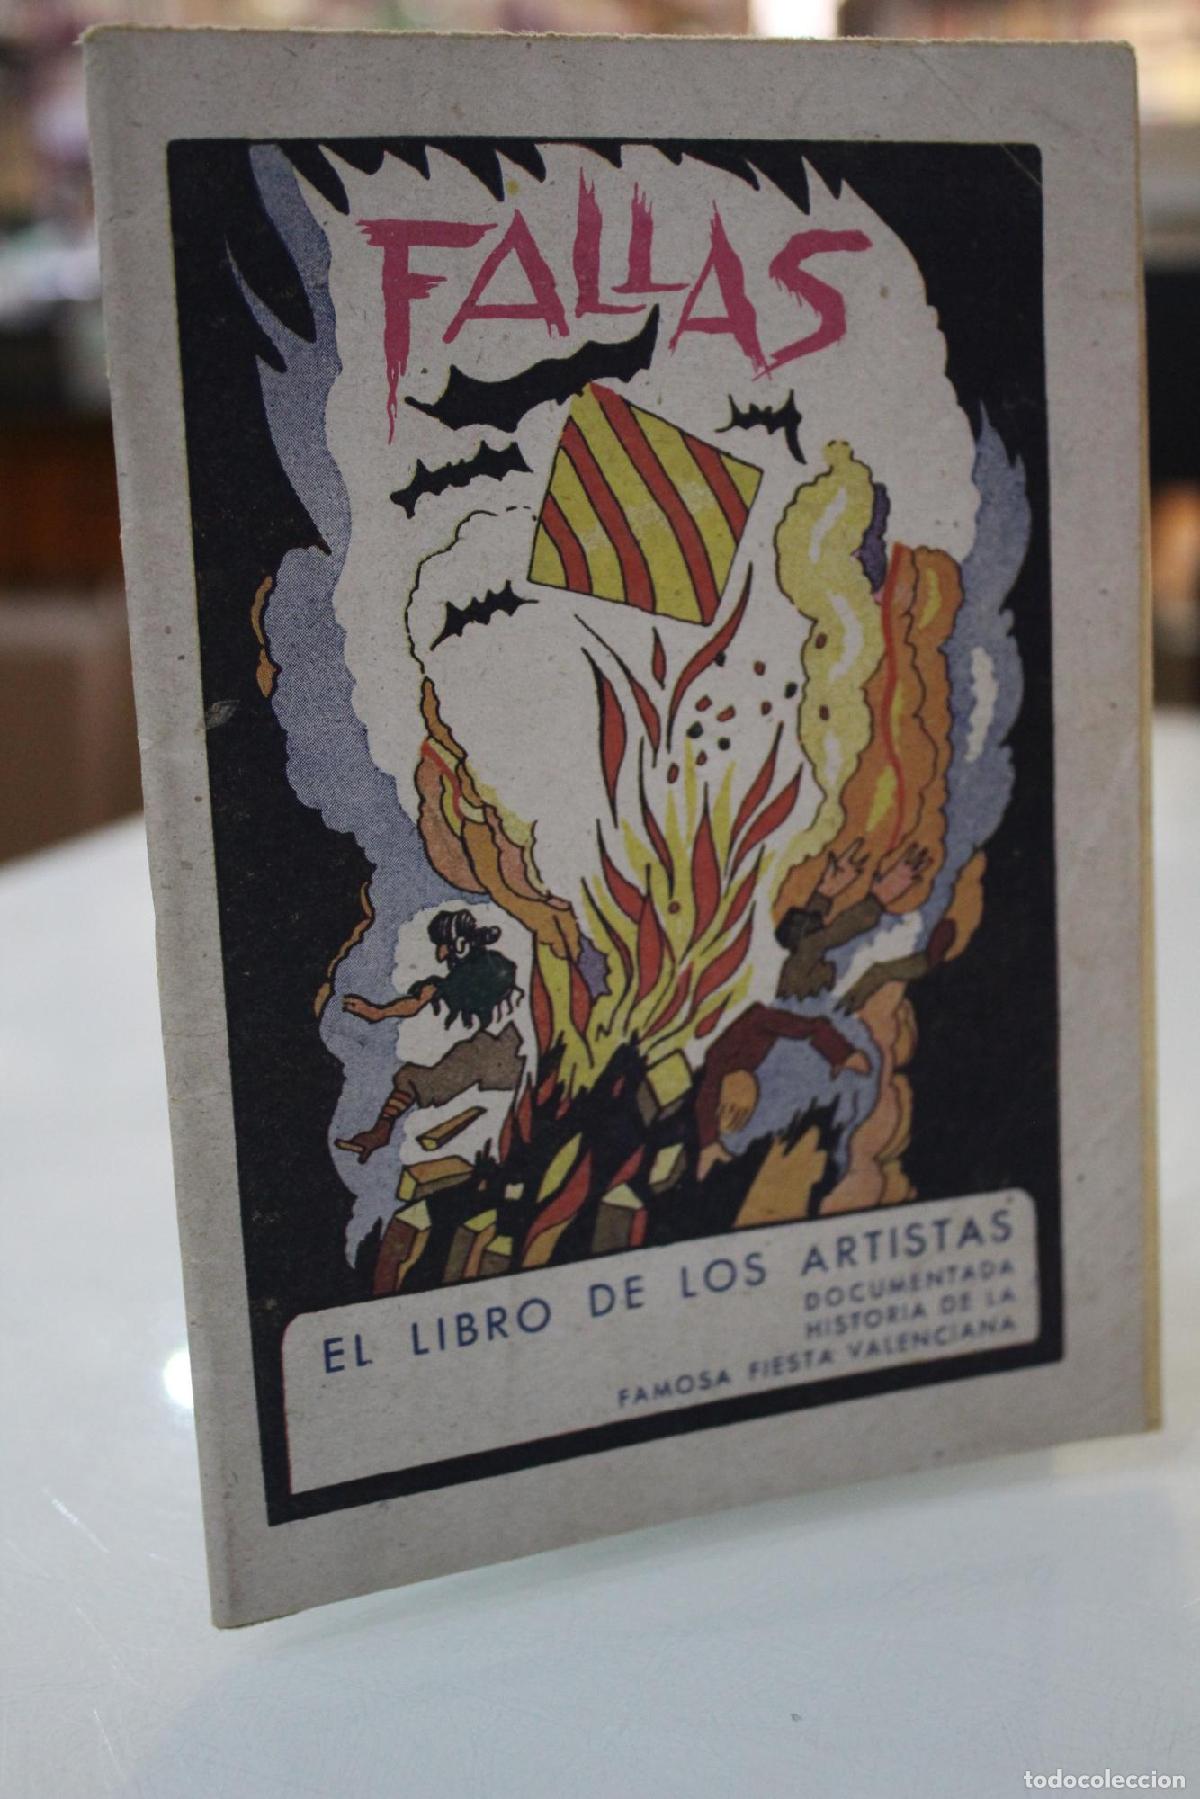 FALLAS
EL LIBRO DE LOS ARTISTAS
DOCUMENTADA
HISTORIA DE LA
FAMOSA FIESTA VALENCIANA
todocoleccion